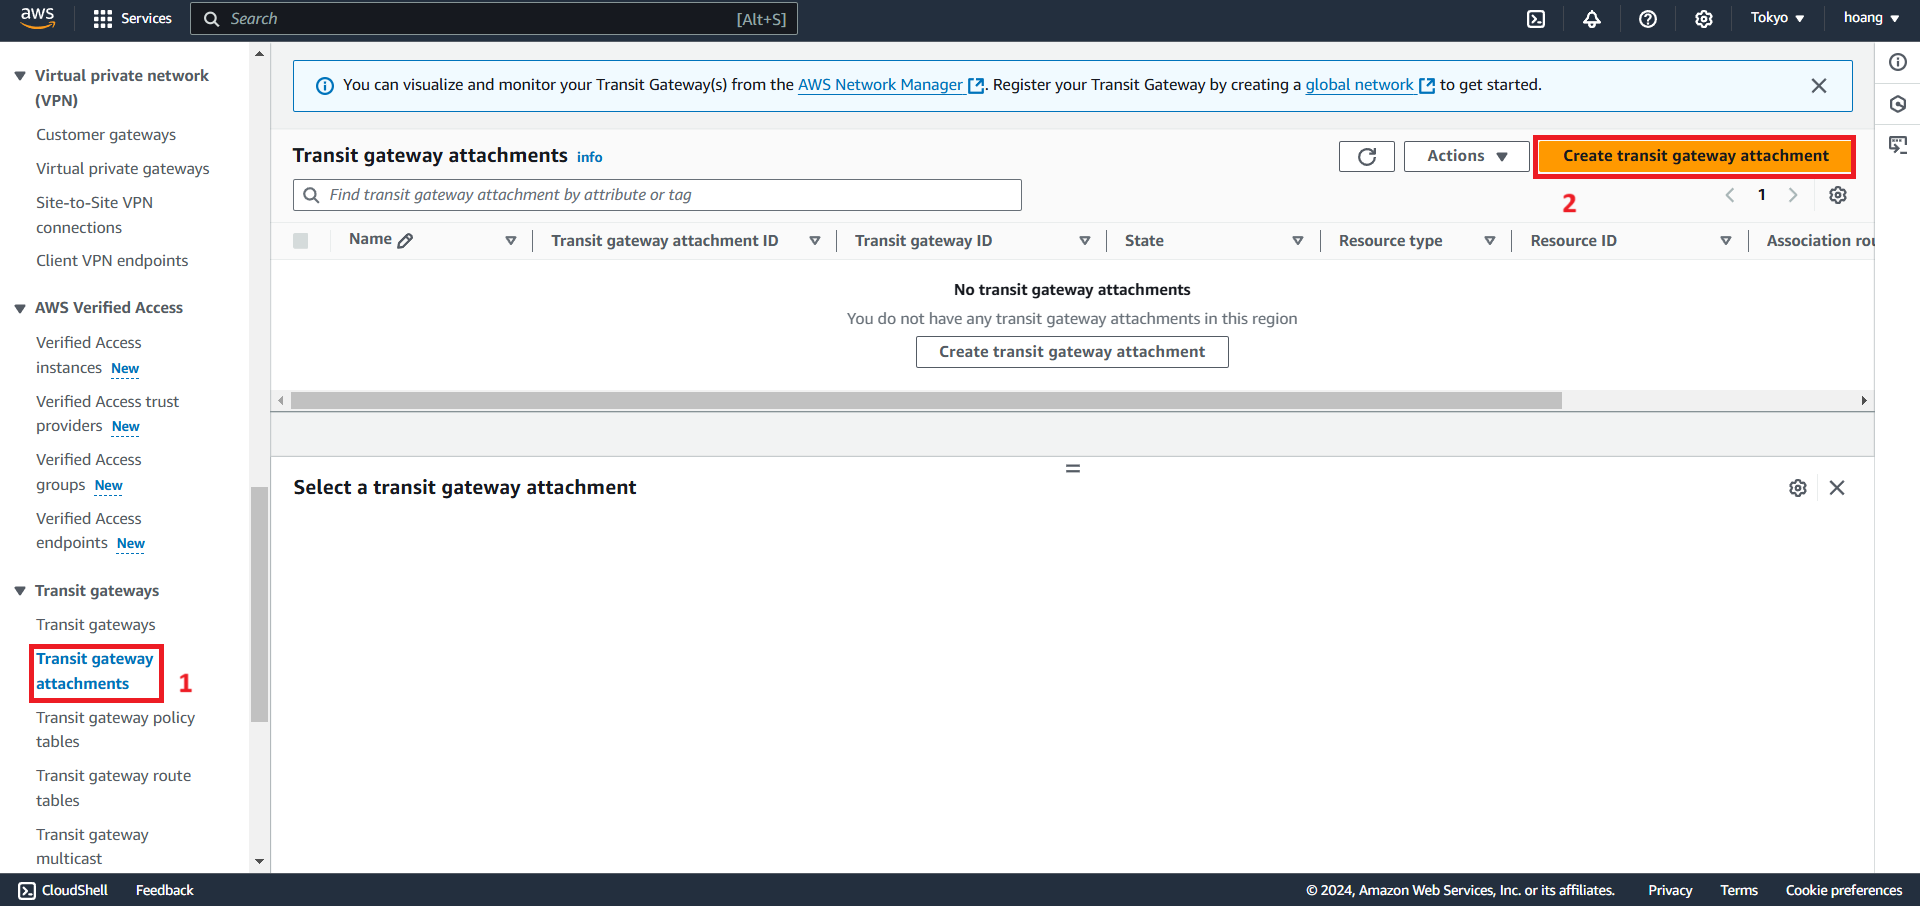 aws
Services
Search
[Alt+S]
Tokyo
hoang
Virtual private network
(VPN)
Customer gateways
Virtual private gateways
Site-to-Site VPN
connections
Client VPN endpoints
AWS Verified Access
Verified Access
instances New
Verified Access trust
providers New
Verified Access
groups New
Verified Access
endpoints New
Transit gateways
Transit gateways
Transit gateway
attachments
1
Transit gateway policy
tables
Transit gateway route
tables
Transit gateway
multicast
You can visualize and monitor your Transit Gateway(s) from the AWS Network Manager. Register your Transit Gateway by creating a global network to get started.
Transit gateway attachments info
Actions
Create transit gateway attachment
Find transit gateway attachment by attribute or tag
2
1
Name
Transit gateway attachment ID
Transit gateway ID
State
Resource type
Resource ID
Association rou
No transit gateway attachments
You do not have any transit gateway attachments in this region
Create transit gateway attachment
Select a transit gateway attachment
CloudShell
Feedback
© 2024, Amazon Web Services, Inc. or its affiliates.
Privacy
Terms
Cookie preferences